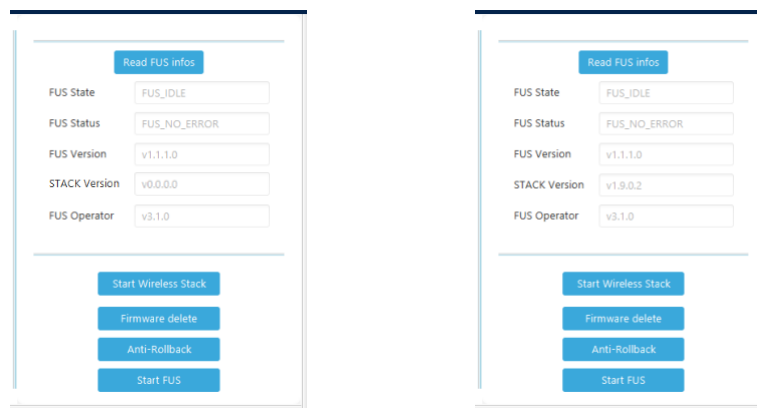 Read FUS infos
FUS State FUS_IDLE
FUS Status FUS_NO_ERROR
FUS Version v1.1.1.0
STACK Version v0.0.0.0
FUS Operator v3.1.0
Start Wireless Stack
Firmware delete
Anti-Rollback
Start FUS
Read FUS infos
FUS State FUS_IDLE
FUS Status FUS_NO_ERROR
FUS Version v1.1.1.0
STACK Version v1.9.0.2
FUS Operator v3.1.0
Start Wireless Stack
Firmware delete
Anti-Rollback
Start FUS